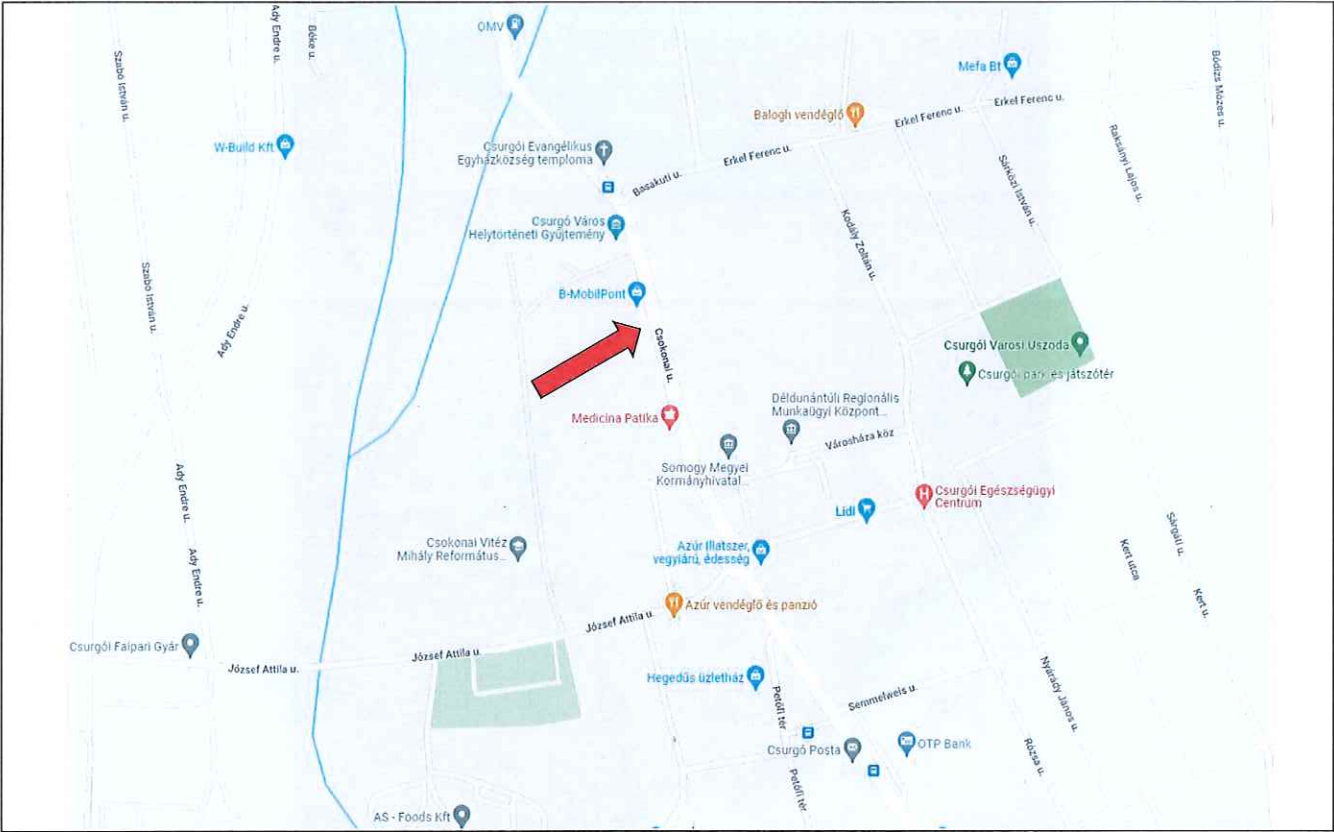 OMV
Ady Endre u.
Béke u.
Szabó István u.
Mefa Bt
Bódizs Mózes u.
Balogh vendéglő
Erkel Ferenc u.
Erkel Ferenc u.
W-Build Kft
Csurgói Evangélikus
Egyházközség temploma
Erkel Ferenc u.
Raksányi Lajos u.
Basakuti u.
Sárközi István u.
Csurgó Város
Helytörténeti Gyűjtemény
Kodály Zoltán u.
Szabó István u.
B-MobilPont
Ady Endre u.
Csokonai u.
Csurgói Városi Uszoda
Csurgói park és játszótér
Medicina Patika
Déldunántúli Regionális
Munkaügyi Központ...
Városháza köz
Somogy Megyei
Kormányhivatal...
Ady Endre u.
Csurgói Egészségügyi
Centrum
Lidl
Csokonai Vitéz
Mihály Református...
Azúr Illatszer,
vegyiárú, édesség
Sárgáti u.
Kert utca
Ady Endre u.
Kert u.
Azúr vendéglő és panzió
József Attila u.
Csurgói Faipari Gyár
József Attila u.
József Attila u.
Hegedűs üzletház
Petőfi tér
Semmelweis u.
Nyárády János u.
Csurgó Posta
OTP Bank
Rózsa u.
Petőfi tér
AS - Foods Kft